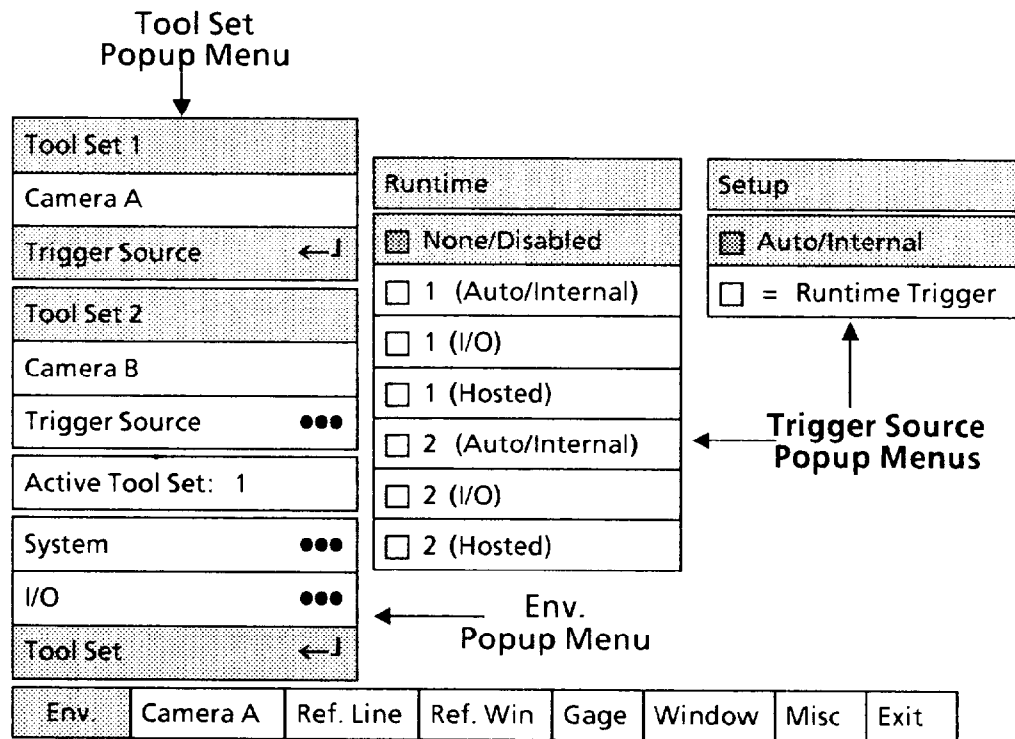 Tool Set
Popup Menu
Tool Set 1
Camera A
Trigger Source
Tool Set 2
Camera B
Trigger Source •••
Active Tool Set: 1
System •••
I/O •••
Tool Set
Runtime
None/Disabled
1 (Auto/Internal)
1 (I/O)
1 (Hosted)
2 (Auto/Internal)
2 (I/O)
2 (Hosted)
Setup
Auto/Internal
= Runtime Trigger
Trigger Source
Popup Menus
Env.
Popup Menu
Env. Camera A Ref. Line Ref. Win Gage Window Misc Exit